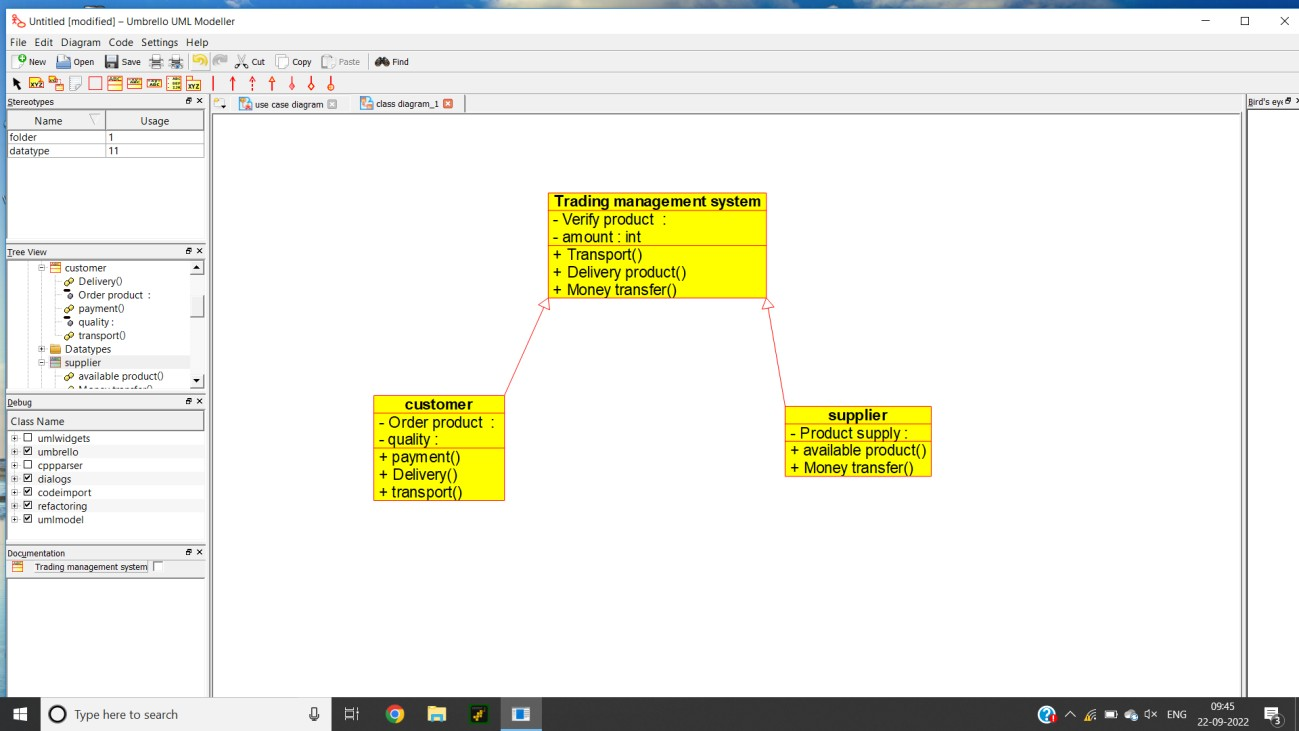 Untitled [modified] – Umbrello UML Modeller
File Edit Diagram Code Settings Help
New Open Save Cut Copy Paste Find
Stereotypes
Name Usage
folder 1
datatype 11
Tree View
customer
Delivery()
Order product :
payment()
quality :
transport()
Datatypes
supplier
available product()
Money transfer()
Debug
Class Name
umlwidgets
umbrello
cppparser
dialogs
codeimport
refactoring
umlmodel
Documentation
Trading management system
use case diagram class diagram_1
Bird's eye
Trading management system
- Verify product :
- amount : int
+ Transport()
+ Delivery product()
+ Money transfer()
customer
- Order product :
- quality :
+ payment()
+ Delivery()
+ transport()
supplier
- Product supply :
+ available product()
+ Money transfer()
Type here to search
ENG
09:45
22-09-2022
3